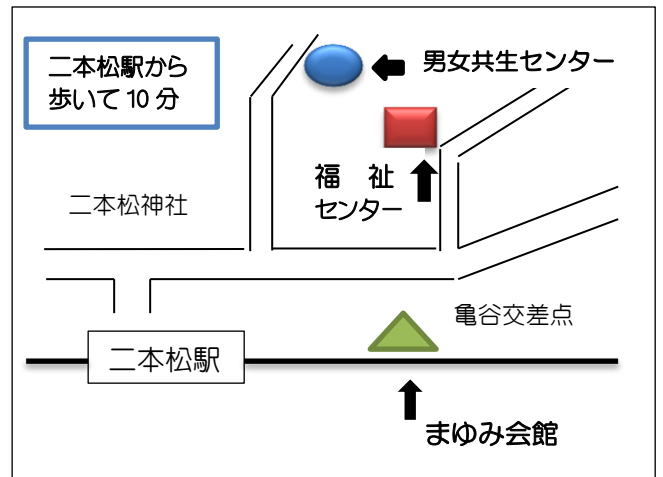 二本松駅から
歩いて10分
男女共生センター
福　祉
センター
二本松神社
亀谷交差点
二本松駅
まゆみ会館